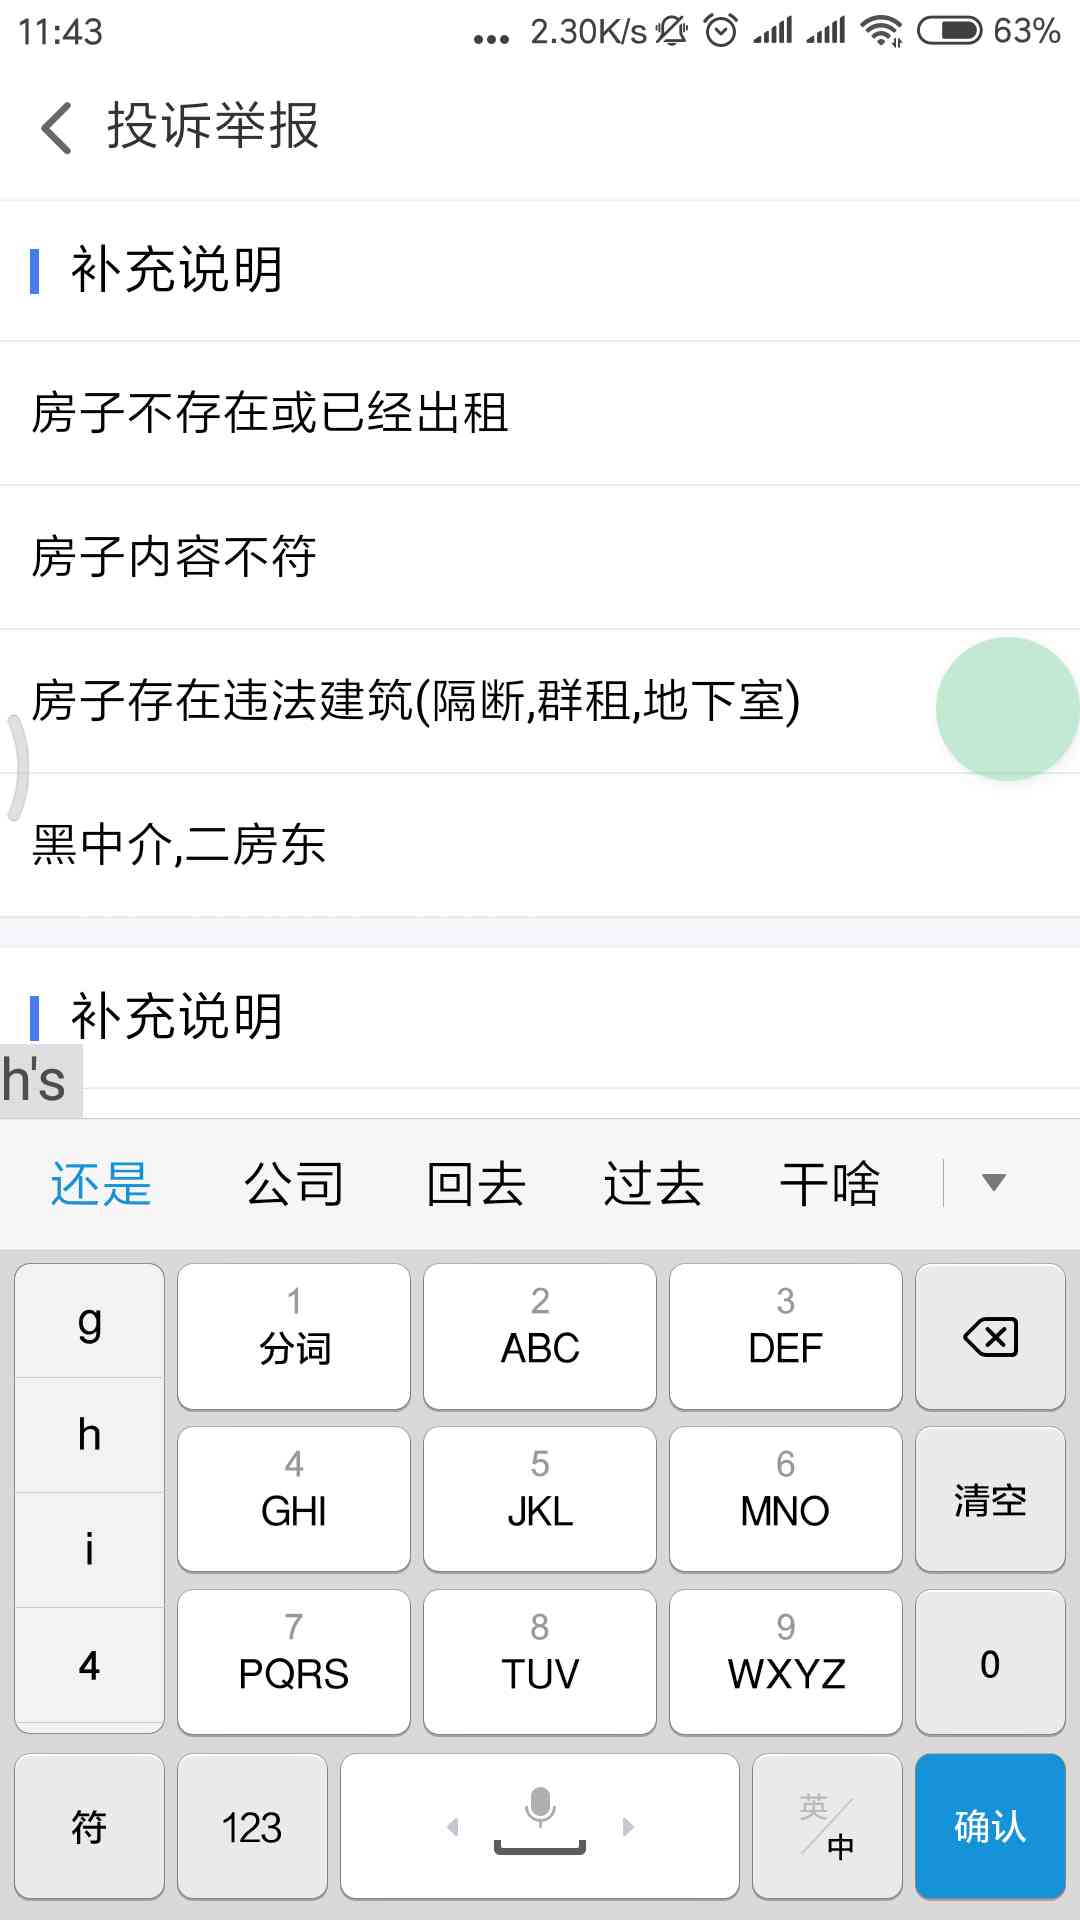 11:43 ... 2.30K/s 63%
投诉举报
补充说明
房子不存在或已经出租
房子内容不符
房子存在违法建筑(隔断,群租,地下室)
黑中介,二房东
补充说明
h's
还是 公司 回去 过去 干啥
g
h
i
4
1 分词
2 ABC
3 DEF
4 GHI
5 JKL
6 MNO
清空
7 PQRS
8 TUV
9 WXYZ
0
符
123
英/中
确认